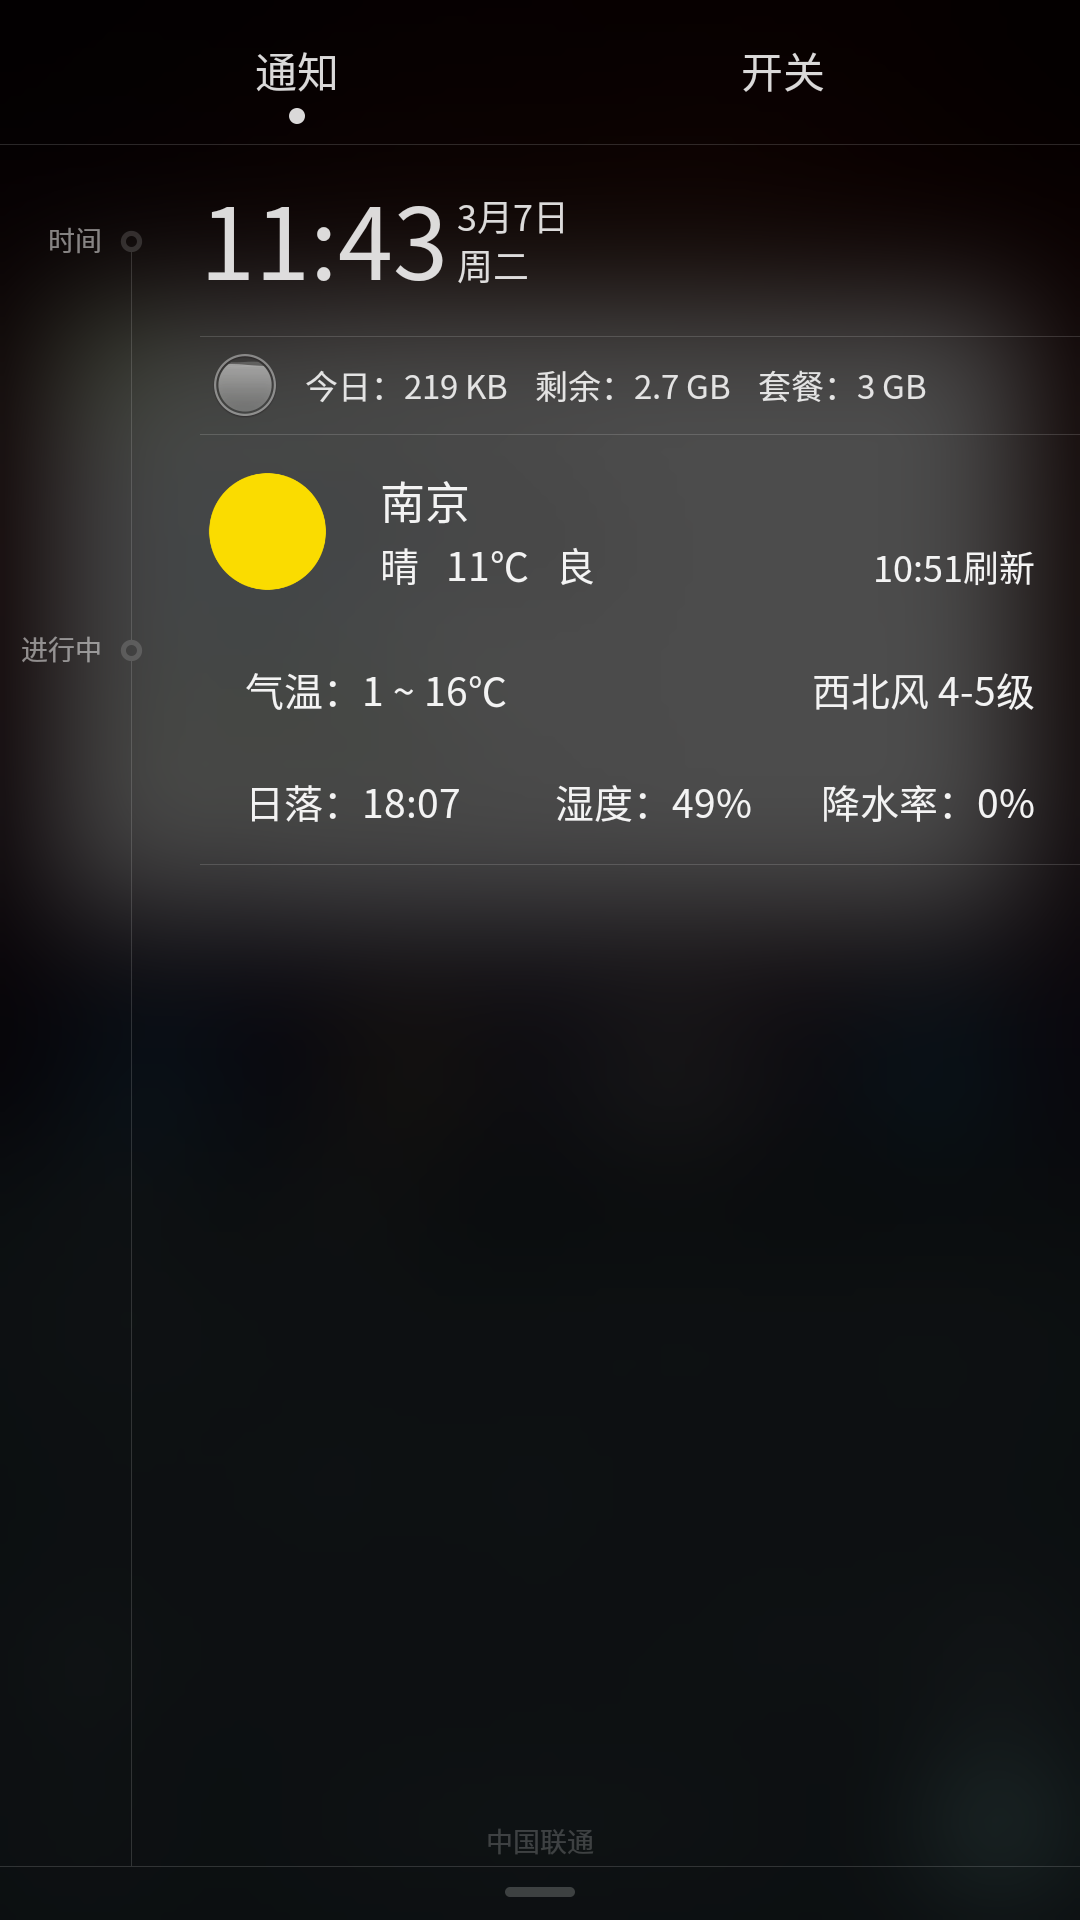 通知 开关
时间
11:43
3月7日
周二
今日：219 KB 剩余：2.7 GB 套餐：3 GB
南京
晴 11℃ 良 10:51刷新
进行中
气温：1 ~ 16℃ 西北风 4-5级
日落：18:07 湿度：49% 降水率：0%
中国联通